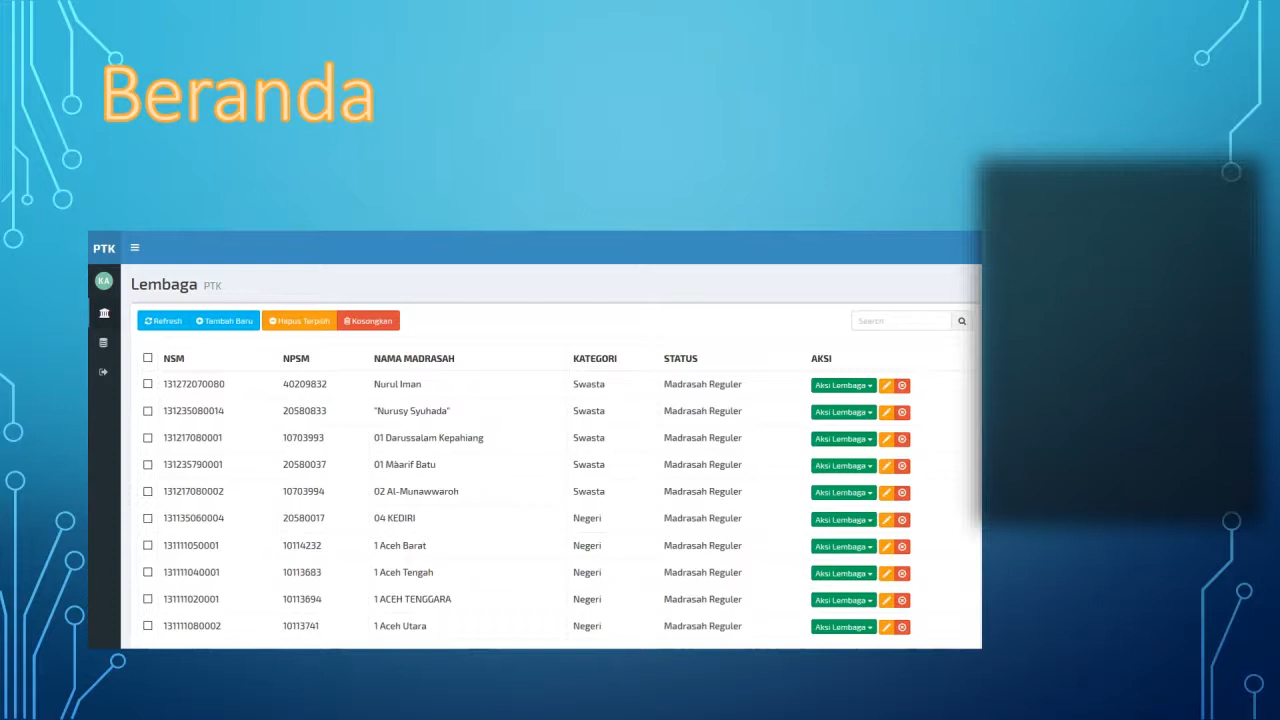 Beranda
PTK
KA
Lembaga PTK
Refresh Tambah Baru Hapus Terpilih Kosongkan Search
NSM NPSM NAMA MADRASAH KATEGORI STATUS AKSI
131272070080 40209832 Nurul Iman Swasta Madrasah Reguler Aksi Lembaga
131235080014 20580833 "Nurusy Syuhada" Swasta Madrasah Reguler Aksi Lembaga
131217080001 10703993 01 Darussalam Kepahiang Swasta Madrasah Reguler Aksi Lembaga
131235790001 20580037 01 Ma`arif Batu Swasta Madrasah Reguler Aksi Lembaga
131217080002 10703994 02 Al-Munawwaroh Swasta Madrasah Reguler Aksi Lembaga
131135060004 20580017 04 KEDIRI Negeri Madrasah Reguler Aksi Lembaga
131111050001 10114232 1 Aceh Barat Negeri Madrasah Reguler Aksi Lembaga
131111040001 10113683 1 Aceh Tengah Negeri Madrasah Reguler Aksi Lembaga
131111020001 10113694 1 ACEH TENGGARA Negeri Madrasah Reguler Aksi Lembaga
131111080002 10113741 1 Aceh Utara Negeri Madrasah Reguler Aksi Lembaga